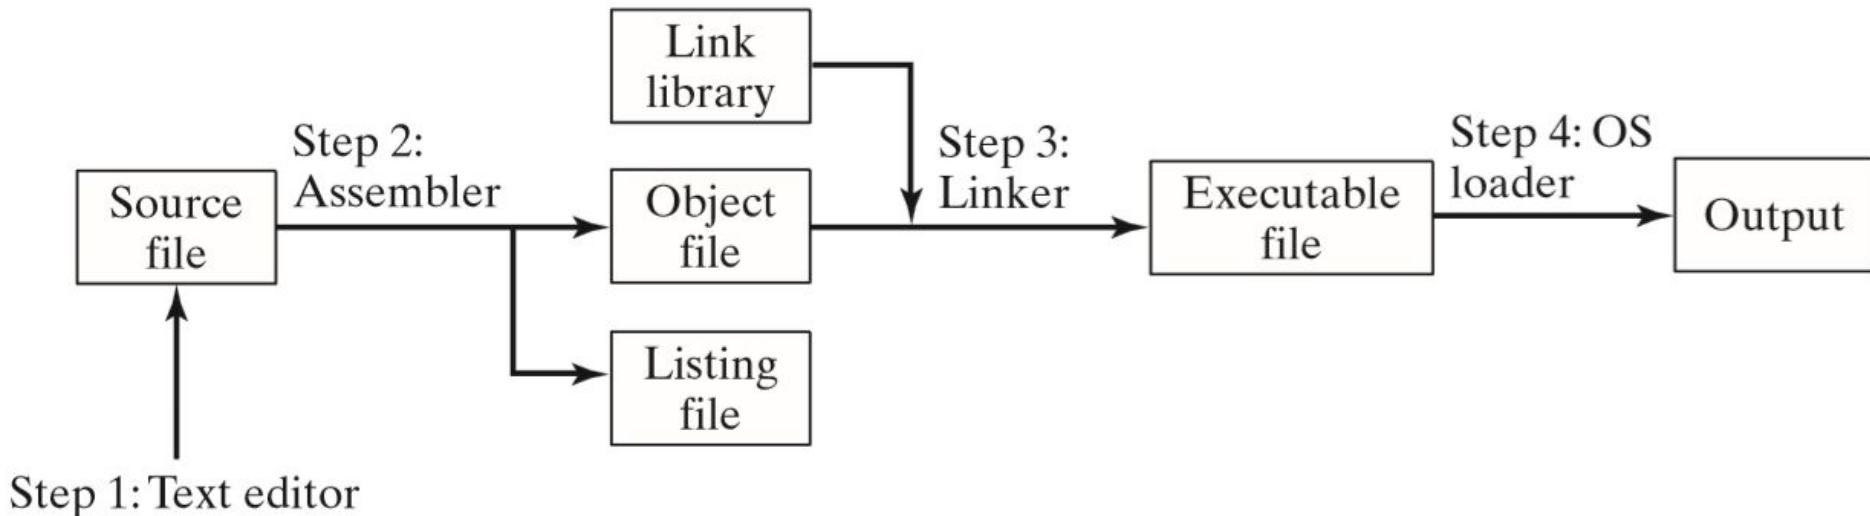 Link
library
Step 2:
Assembler
Step 3:
Linker
Step 4: OS
loader
Source
file
Object
file
Executable
file
Output
Listing
file
Step 1: Text editor